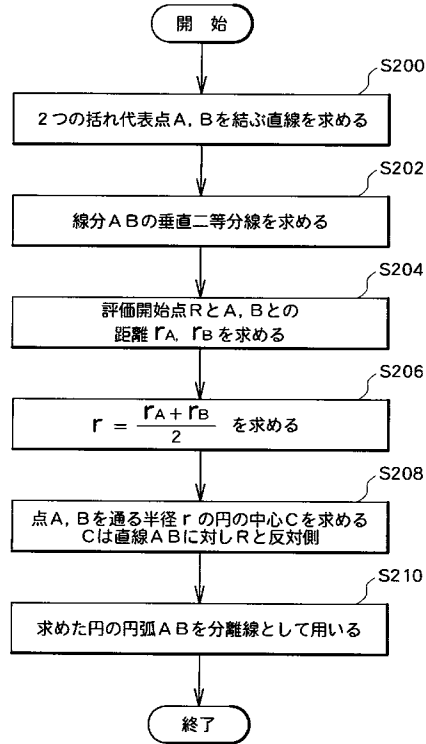 開 始
S200
2つの括れ代表点A, Bを結ぶ直線を求める
S202
線分ABの垂直二等分線を求める
S204
評価開始点RとA, Bとの
距離 rA, rB を求める
S206
r = rA + rB / 2 を求める
S208
点A, Bを通る半径 r の円の中心Cを求める
Cは直線ABに対しRと反対側
S210
求めた円の円弧ABを分離線として用いる
終了